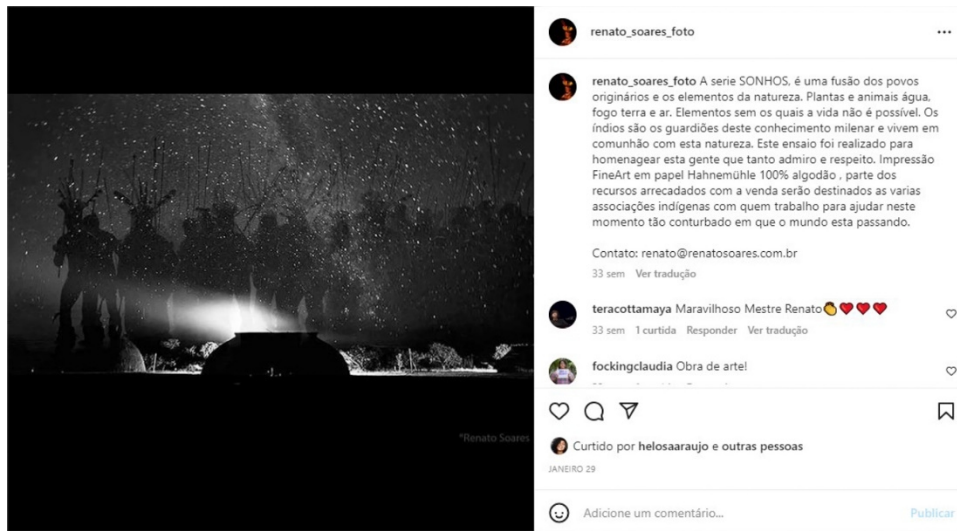 renato_soares_foto
renato_soares_foto A serie SONHOS, é uma fusão dos povos
originários e os elementos da natureza. Plantas e animais água,
fogo terra e ar. Elementos sem os quais a vida não é possível. Os
índios são os guardiões deste conhecimento milenar e vivem em
comunhão com esta natureza. Este ensaio foi realizado para
homenagear esta gente que tanto admiro e respeito. Impressão
FineArt em papel Hahnemühle 100% algodão , parte dos
recursos arrecadados com a venda serão destinados as varias
associações indígenas com quem trabalho para ajudar neste
momento tão conturbado em que o mundo esta passando.
Contato: renato@renatosoares.com.br
33 sem Ver tradução
teracottamaya Maravilhoso Mestre Renato👏❤️❤️❤️
33 sem 1 curtida Responder Ver tradução
fockingclaudia Obra de arte!
*Renato Soares
Curtido por helosaaraujo e outras pessoas
JANEIRO 29
Adicione um comentário... Publicar